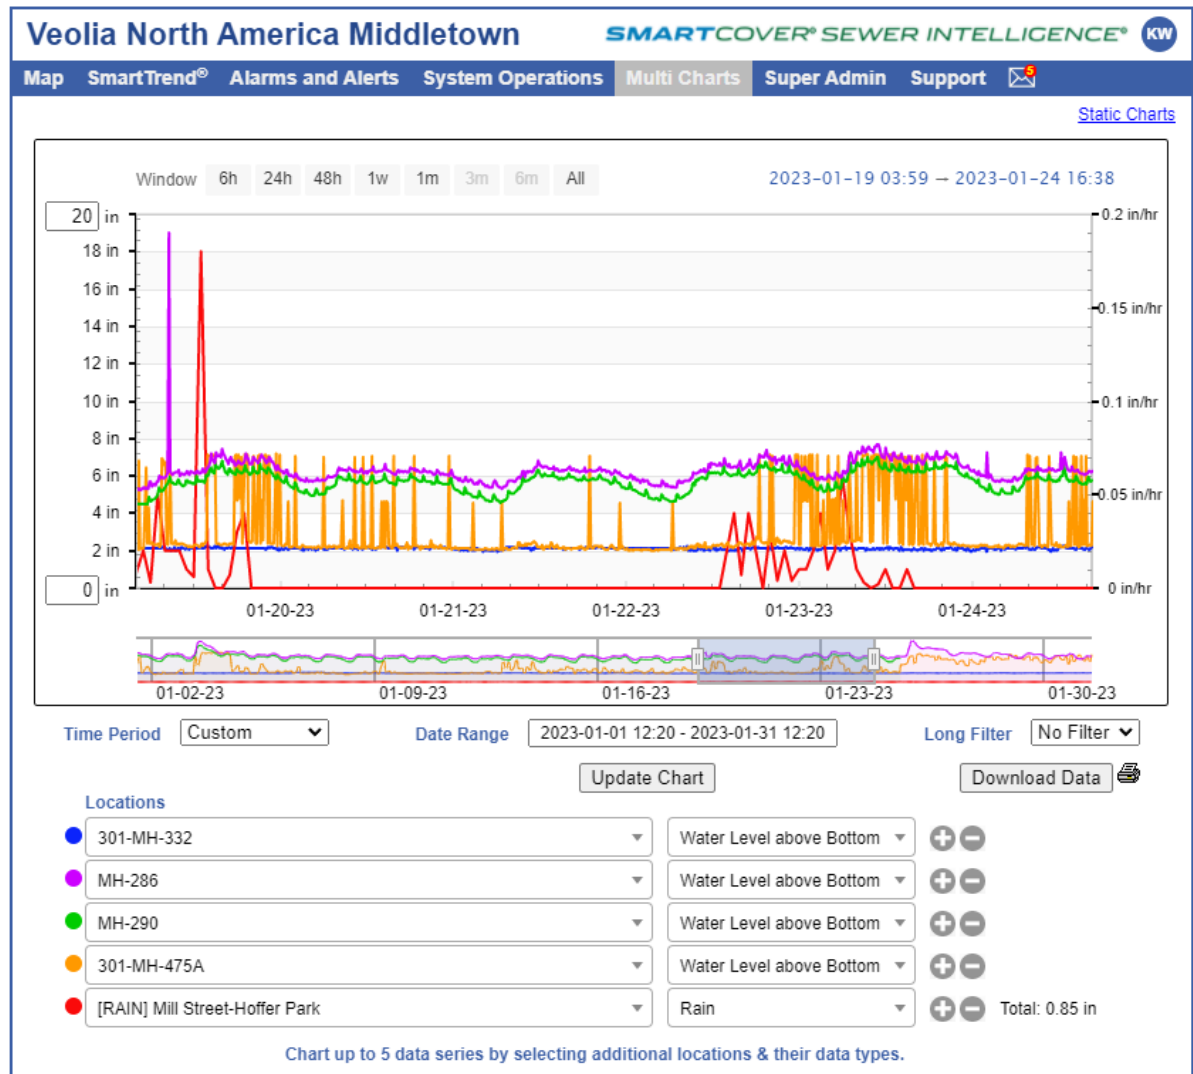 Veolia North America Middletown
SMARTCOVER® SEWER INTELLIGENCE®
KW
Map SmartTrend® Alarms and Alerts System Operations Multi Charts Super Admin Support 5
Static Charts
Window 6h 24h 48h 1w 1m 3m 6m All 2023-01-19 03:59 → 2023-01-24 16:38
20 in
18 in
16 in
14 in
12 in
10 in
8 in
6 in
4 in
2 in
0 in
0.2 in/hr
0.15 in/hr
0.1 in/hr
0.05 in/hr
0 in/hr
01-20-23 01-21-23 01-22-23 01-23-23 01-24-23
01-02-23 01-09-23 01-16-23 01-23-23 01-30-23
Time Period Custom Date Range 2023-01-01 12:20 - 2023-01-31 12:20 Long Filter No Filter
Update Chart Download Data
Locations
301-MH-332 Water Level above Bottom
MH-286 Water Level above Bottom
MH-290 Water Level above Bottom
301-MH-475A Water Level above Bottom
[RAIN] Mill Street-Hoffer Park Rain Total: 0.85 in
Chart up to 5 data series by selecting additional locations & their data types.